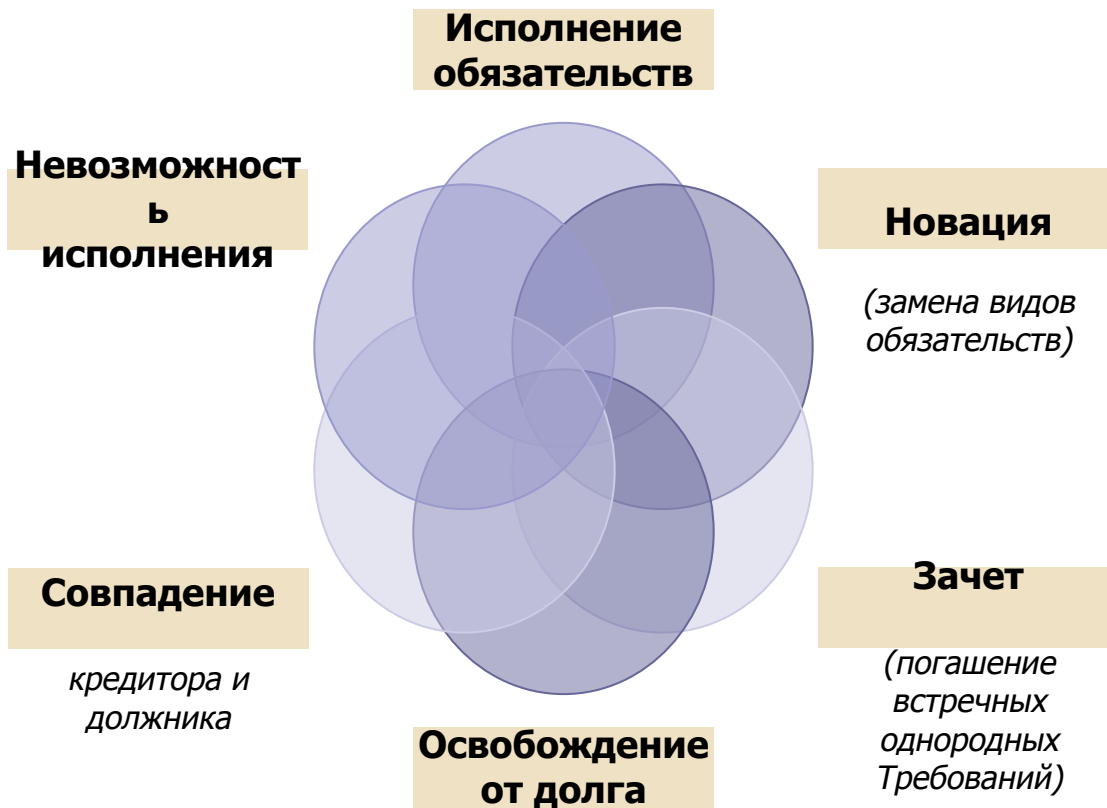 Исполнение
обязательств
Невозможност
ь
исполнения
Новация
(замена видов
обязательств)
Совпадение
кредитора и
должника
Зачет
(погашение
встречных
однородных
Требований)
Освобождение
от долга